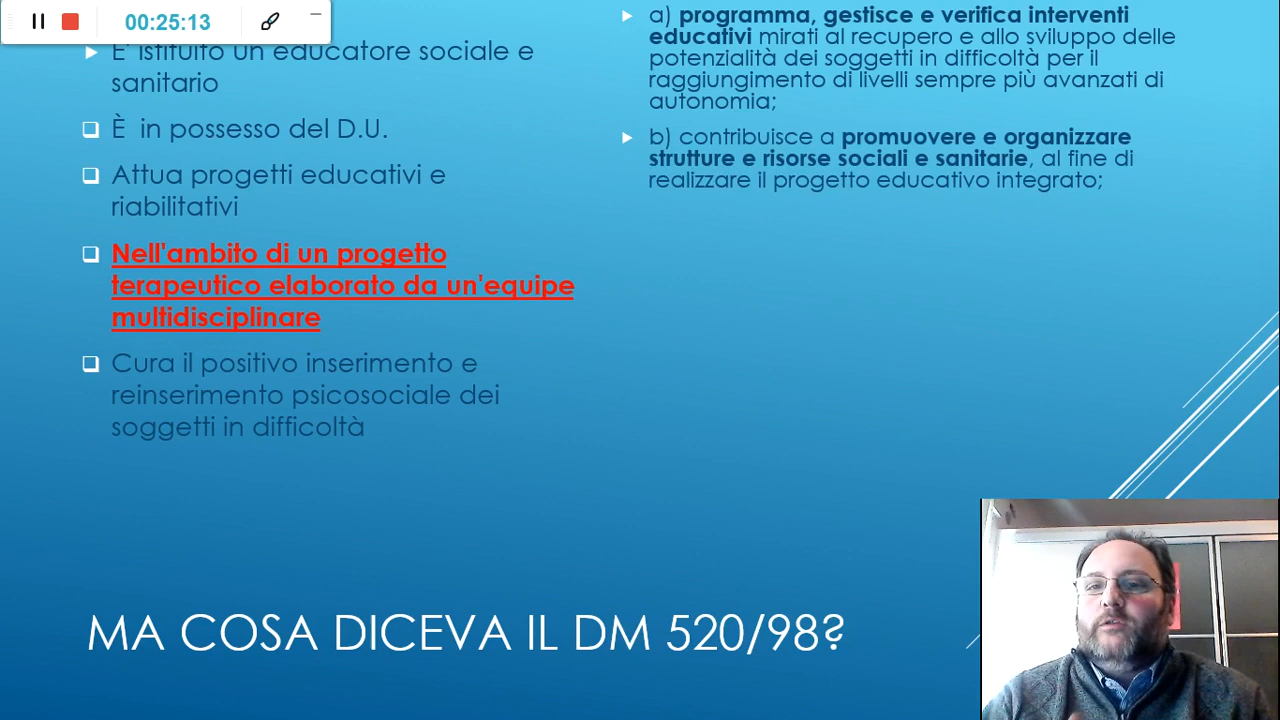 00:25:13
E' istituito un educatore sociale e
sanitario
È in possesso del D.U.
Attua progetti educativi e
riabilitativi
Nell'ambito di un progetto
terapeutico elaborato da un'equipe
multidisciplinare
Cura il positivo inserimento e
reinserimento psicosociale dei
soggetti in difficoltà
a) programma, gestisce e verifica interventi
educativi mirati al recupero e allo sviluppo delle
potenzialità dei soggetti in difficoltà per il
raggiungimento di livelli sempre più avanzati di
autonomia;
b) contribuisce a promuovere e organizzare
strutture e risorse sociali e sanitarie, al fine di
realizzare il progetto educativo integrato;
MA COSA DICEVA IL DM 520/98?